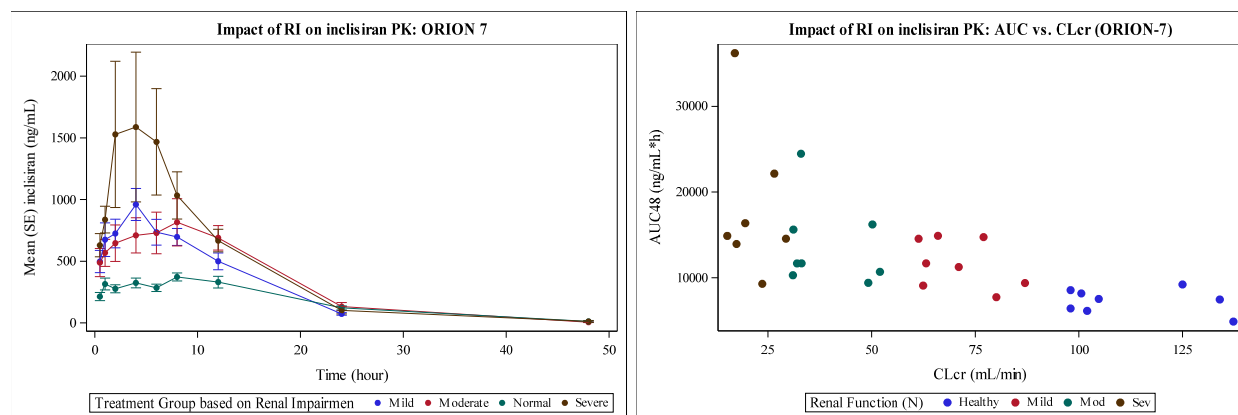 Impact of RI on inclisiran PK: ORION 7
Mean (SE) inclisiran (ng/mL)
2000
1500
1000
500
0
0 10 20 30 40 50
Time (hour)
Treatment Group based on Renal Impairmen Mild Moderate Normal Severe
Impact of RI on inclisiran PK: AUC vs. CLcr (ORION-7)
AUC48 (ng/mL*h)
30000
20000
10000
25 50 75 100 125
CLcr (mL/min)
Renal Function (N) Healthy Mild Mod Sev